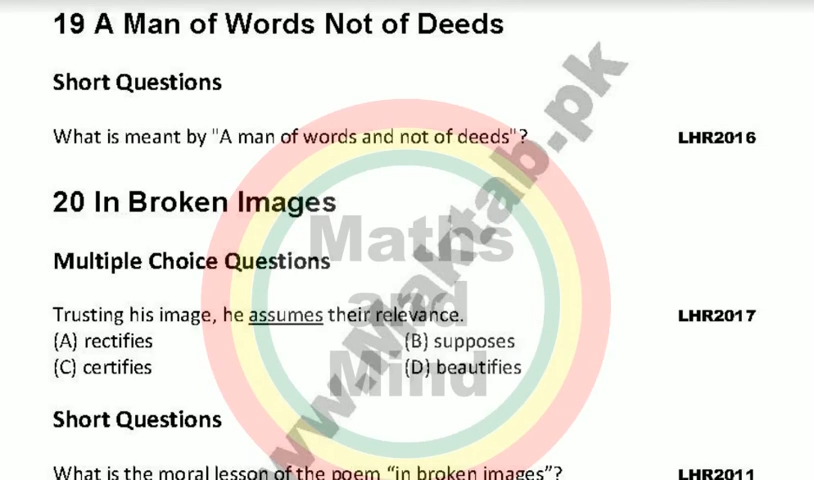 19 A Man of Words Not of Deeds
Short Questions
What is meant by "A man of words and not of deeds"? LHR2016
20 In Broken Images
Multiple Choice Questions
Trusting his image, he assumes their relevance. LHR2017
(A) rectifies (B) supposes
(C) certifies (D) beautifies
Short Questions
What is the moral lesson of the poem “in broken images”? LHR2011
Maths
and
Mind
www.Maktab.pk